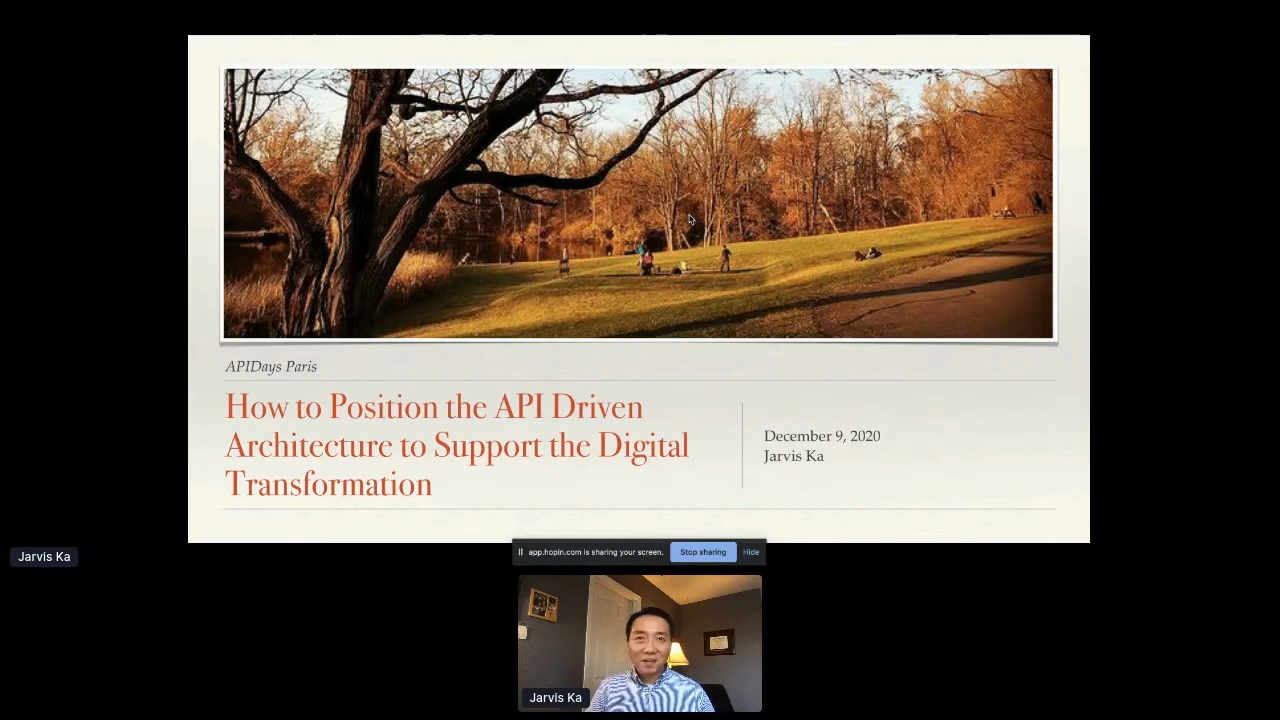 APIDays Paris
How to Position the API Driven
Architecture to Support the Digital
Transformation
December 9, 2020
Jarvis Ka
Jarvis Ka
app.hopin.com is sharing your screen.
Stop sharing
Hide
Jarvis Ka